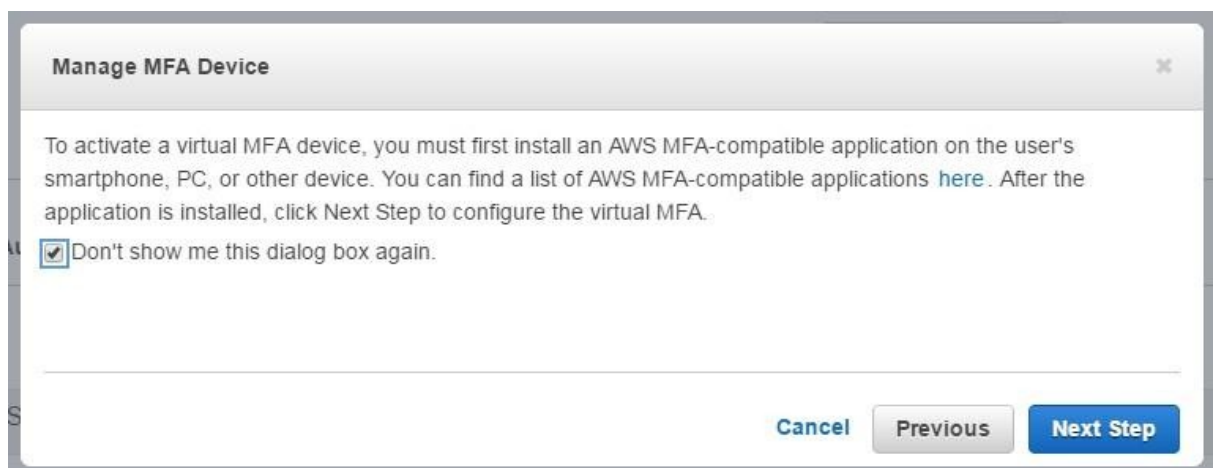 Manage MFA Device
To activate a virtual MFA device, you must first install an AWS MFA-compatible application on the user's
smartphone, PC, or other device. You can find a list of AWS MFA-compatible applications here. After the
application is installed, click Next Step to configure the virtual MFA.
Don't show me this dialog box again.
Cancel Previous Next Step